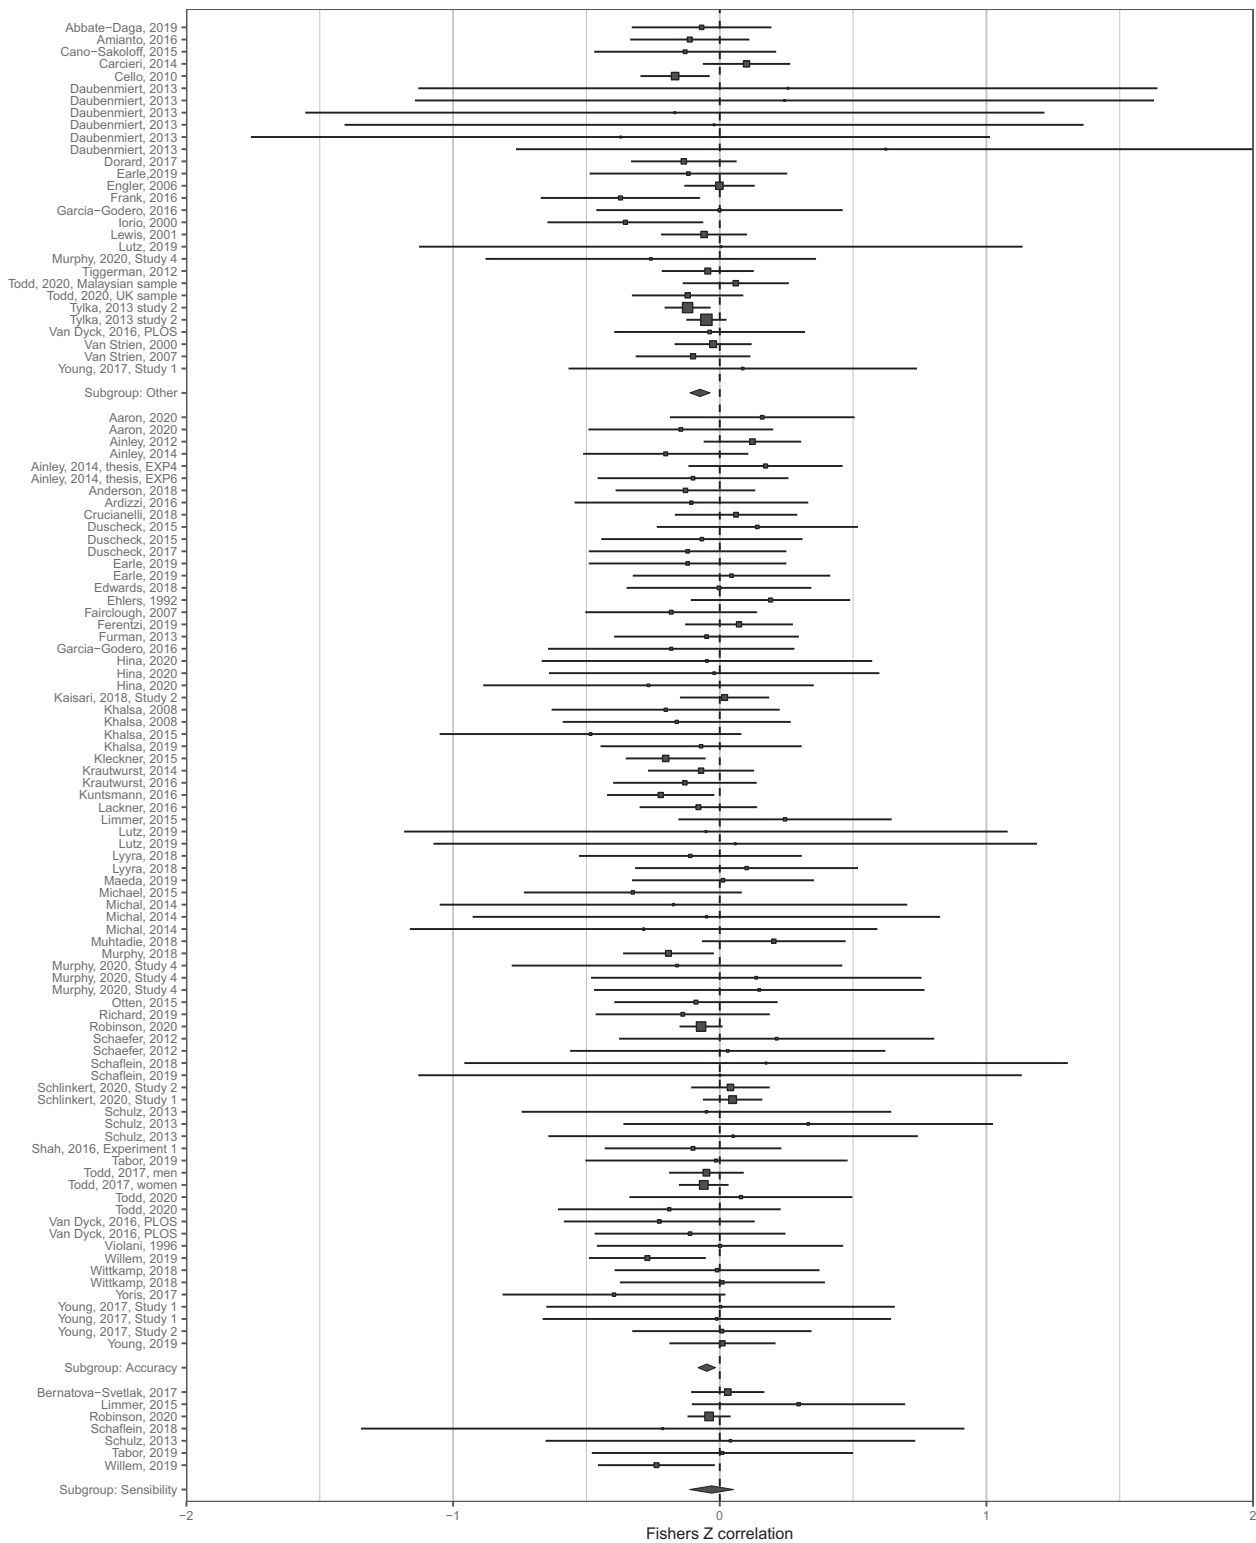 Abbate−Daga, 2019
Amianto, 2016
Cano−Sakoloff, 2015
Carcieri, 2014
Cello, 2010
Daubenmiert, 2013
Daubenmiert, 2013
Daubenmiert, 2013
Daubenmiert, 2013
Daubenmiert, 2013
Daubenmiert, 2013
Dorard, 2017
Earle,2019
Engler, 2006
Frank, 2016
Garcia−Godero, 2016
Iorio, 2000
Lewis, 2001
Lutz, 2019
Murphy, 2020, Study 4
Tiggerman, 2012
Todd, 2020, Malaysian sample
Todd, 2020, UK sample
Tylka, 2013 study 2
Tylka, 2013 study 2
Van Dyck, 2016, PLOS
Van Strien, 2000
Van Strien, 2007
Young, 2017, Study 1
Subgroup: Other
Aaron, 2020
Aaron, 2020
Ainley, 2012
Ainley, 2014
Ainley, 2014, thesis, EXP4
Ainley, 2014, thesis, EXP6
Anderson, 2018
Ardizzi, 2016
Crucianelli, 2018
Duscheck, 2015
Duscheck, 2015
Duscheck, 2017
Earle, 2019
Earle, 2019
Edwards, 2018
Ehlers, 1992
Fairclough, 2007
Ferentzi, 2019
Furman, 2013
Garcia−Godero, 2016
Hina, 2020
Hina, 2020
Hina, 2020
Kaisari, 2018, Study 2
Khalsa, 2008
Khalsa, 2008
Khalsa, 2015
Khalsa, 2019
Kleckner, 2015
Krautwurst, 2014
Krautwurst, 2016
Kuntsmann, 2016
Lackner, 2016
Limmer, 2015
Lutz, 2019
Lutz, 2019
Lyyra, 2018
Lyyra, 2018
Maeda, 2019
Michael, 2015
Michal, 2014
Michal, 2014
Michal, 2014
Muhtadie, 2018
Murphy, 2018
Murphy, 2020, Study 4
Murphy, 2020, Study 4
Murphy, 2020, Study 4
Otten, 2015
Richard, 2019
Robinson, 2020
Schaefer, 2012
Schaefer, 2012
Schaflein, 2018
Schaflein, 2019
Schlinkert, 2020, Study 2
Schlinkert, 2020, Study 1
Schulz, 2013
Schulz, 2013
Schulz, 2013
Shah, 2016, Experiment 1
Tabor, 2019
Todd, 2017, men
Todd, 2017, women
Todd, 2020
Todd, 2020
Van Dyck, 2016, PLOS
Van Dyck, 2016, PLOS
Violani, 1996
Willem, 2019
Wittkamp, 2018
Wittkamp, 2018
Yoris, 2017
Young, 2017, Study 1
Young, 2017, Study 1
Young, 2017, Study 2
Young, 2019
Subgroup: Accuracy
Bernatova−Svetlak, 2017
Limmer, 2015
Robinson, 2020
Schaflein, 2018
Schulz, 2013
Tabor, 2019
Willem, 2019
Subgroup: Sensibility
−2 −1 0 1 2
Fishers Z correlation